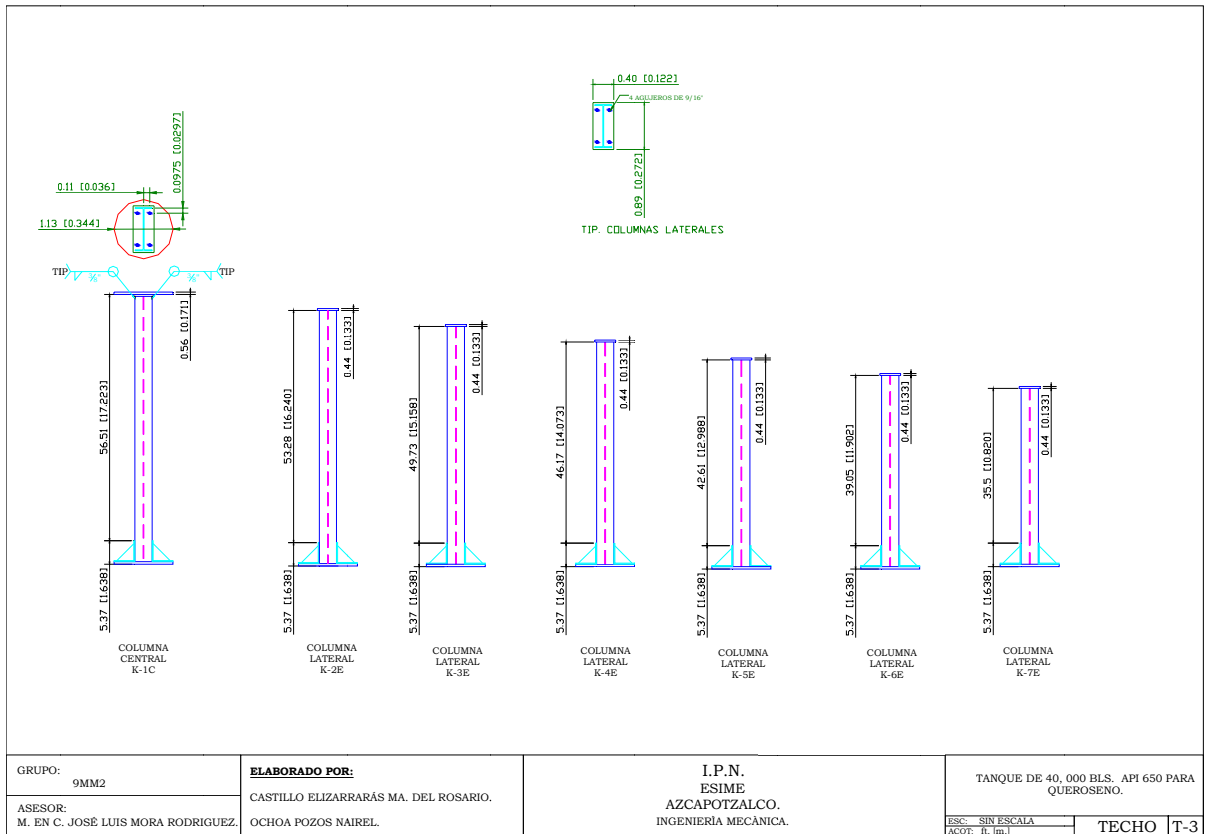 0.40 [0.122]
4 AGUJEROS DE 9/16"
0.89 [0.272]
TIP. COLUMNAS LATERALES
0.0975 [0.0297]
0.11 [0.036]
1.13 [0.344]
TIP
TIP
0.56 [0.171]
56.51 [17.223]
5.37 [1.638]
COLUMNA
CENTRAL
K-1C
0.44 [0.133]
53.28 [16.240]
5.37 [1.638]
COLUMNA
LATERAL
K-2E
0.44 [0.133]
49.73 [15.158]
5.37 [1.638]
COLUMNA
LATERAL
K-3E
0.44 [0.133]
46.17 [14.073]
5.37 [1.638]
COLUMNA
LATERAL
K-4E
0.44 [0.133]
42.61 [12.988]
5.37 [1.638]
COLUMNA
LATERAL
K-5E
0.44 [0.133]
39.05 [11.902]
5.37 [1.638]
COLUMNA
LATERAL
K-6E
0.44 [0.133]
35.5 [10.820]
5.37 [1.638]
COLUMNA
LATERAL
K-7E
GRUPO:
9MM2
ASESOR:
M. EN C. JOSÈ LUIS MORA RODRIGUEZ.
ELABORADO POR:
CASTILLO ELIZARRARÁS MA. DEL ROSARIO.
OCHOA POZOS NAIREL.
I.P.N.
ESIME
AZCAPOTZALCO.
INGENIERÌA MECÀNICA.
TANQUE DE 40, 000 BLS. API 650 PARA
QUEROSENO.
ESC: SIN ESCALA
ACOT: ft. [m.]
TECHO
T-3